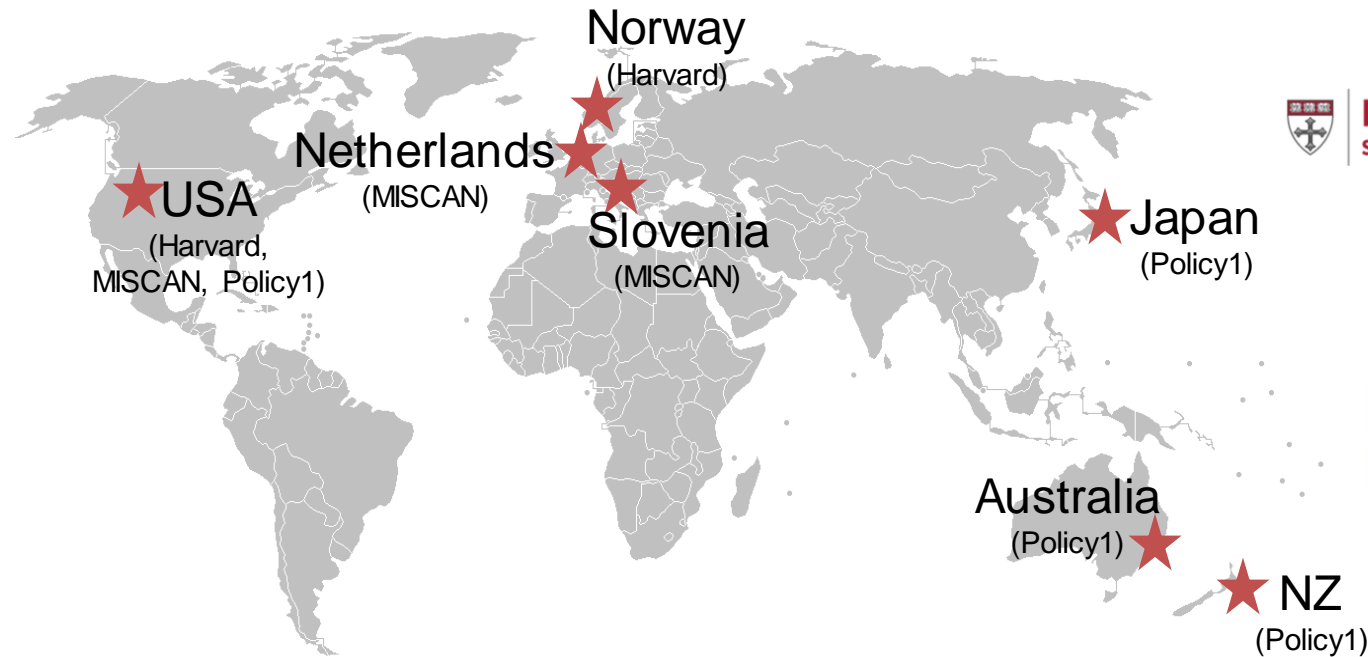 Norway
(Harvard)
Netherlands
(MISCAN)
USA
(Harvard,
MISCAN, Policy1)
Slovenia
(MISCAN)
Japan
(Policy1)
Australia
(Policy1)
NZ
(Policy1)